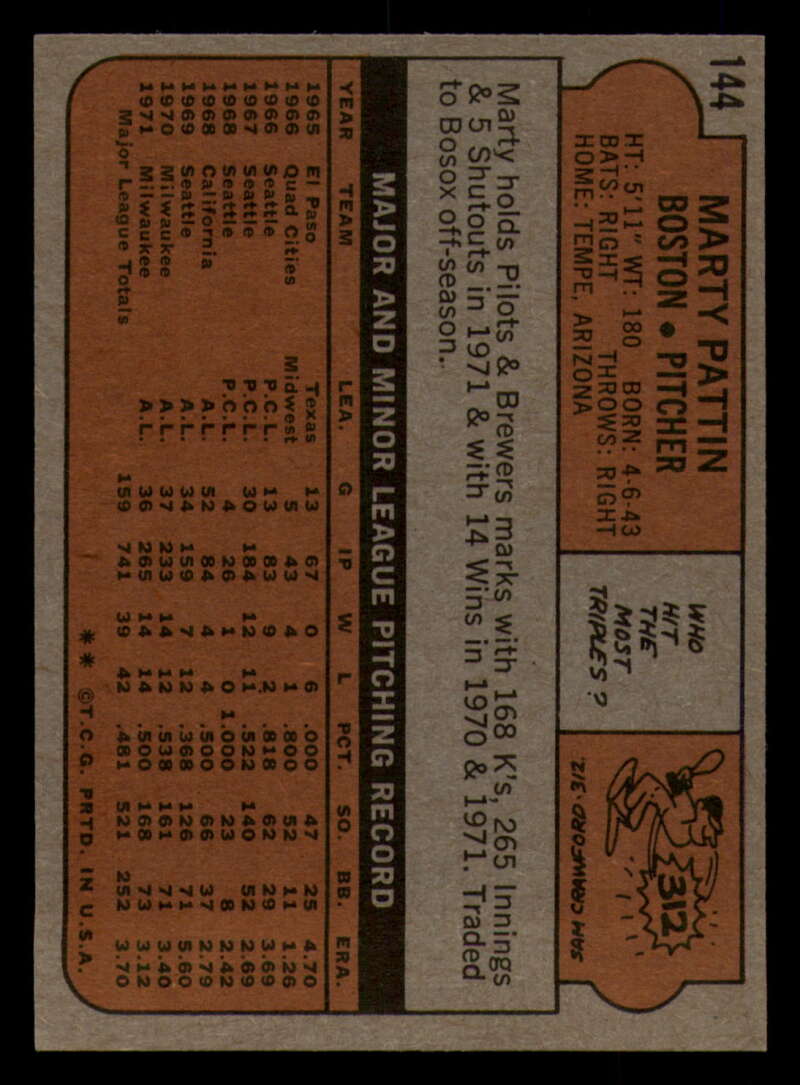 144
MARTY PATTIN
BOSTON • PITCHER
HT: 5'11" WT: 180 BORN: 4-6-43
BATS: RIGHT THROWS: RIGHT
HOME: TEMPE, ARIZONA
WHO
HIT
THE
MOST
TRIPLES?
312
SAM CRAWFORD, 312.
Marty holds Pilots & Brewers marks with 168 K's, 265 Innings
& 5 Shutouts in 1971 & with 14 Wins in 1970 & 1971. Traded
to Bosox off-season.
MAJOR AND MINOR LEAGUE PITCHING RECORD
YEAR TEAM LEA. G IP W L PCT. SO. BB. ERA.
1965 El Paso Texas 13 67 0 6 .000 47 25 4.70
1966 Quad Cities Midwest 5 43 4 1 .800 52 11 1.26
1966 Seattle P.C.L. 13 83 9 2 .818 62 29 3.69
1967 Seattle P.C.L. 30 184 12 11 .522 140 52 2.69
1968 Seattle P.C.L. 4 26 1 0 1.000 23 8 2.42
1968 California A.L. 52 84 4 4 .500 66 37 2.79
1969 Seattle A.L. 34 159 7 12 .368 126 71 5.60
1970 Milwaukee A.L. 37 233 14 12 .538 161 71 3.40
1971 Milwaukee A.L. 36 265 14 14 .500 168 73 3.12
Major League Totals 159 741 39 42 .481 521 252 3.70
** ©T.C.G. PRTD. IN U.S.A.